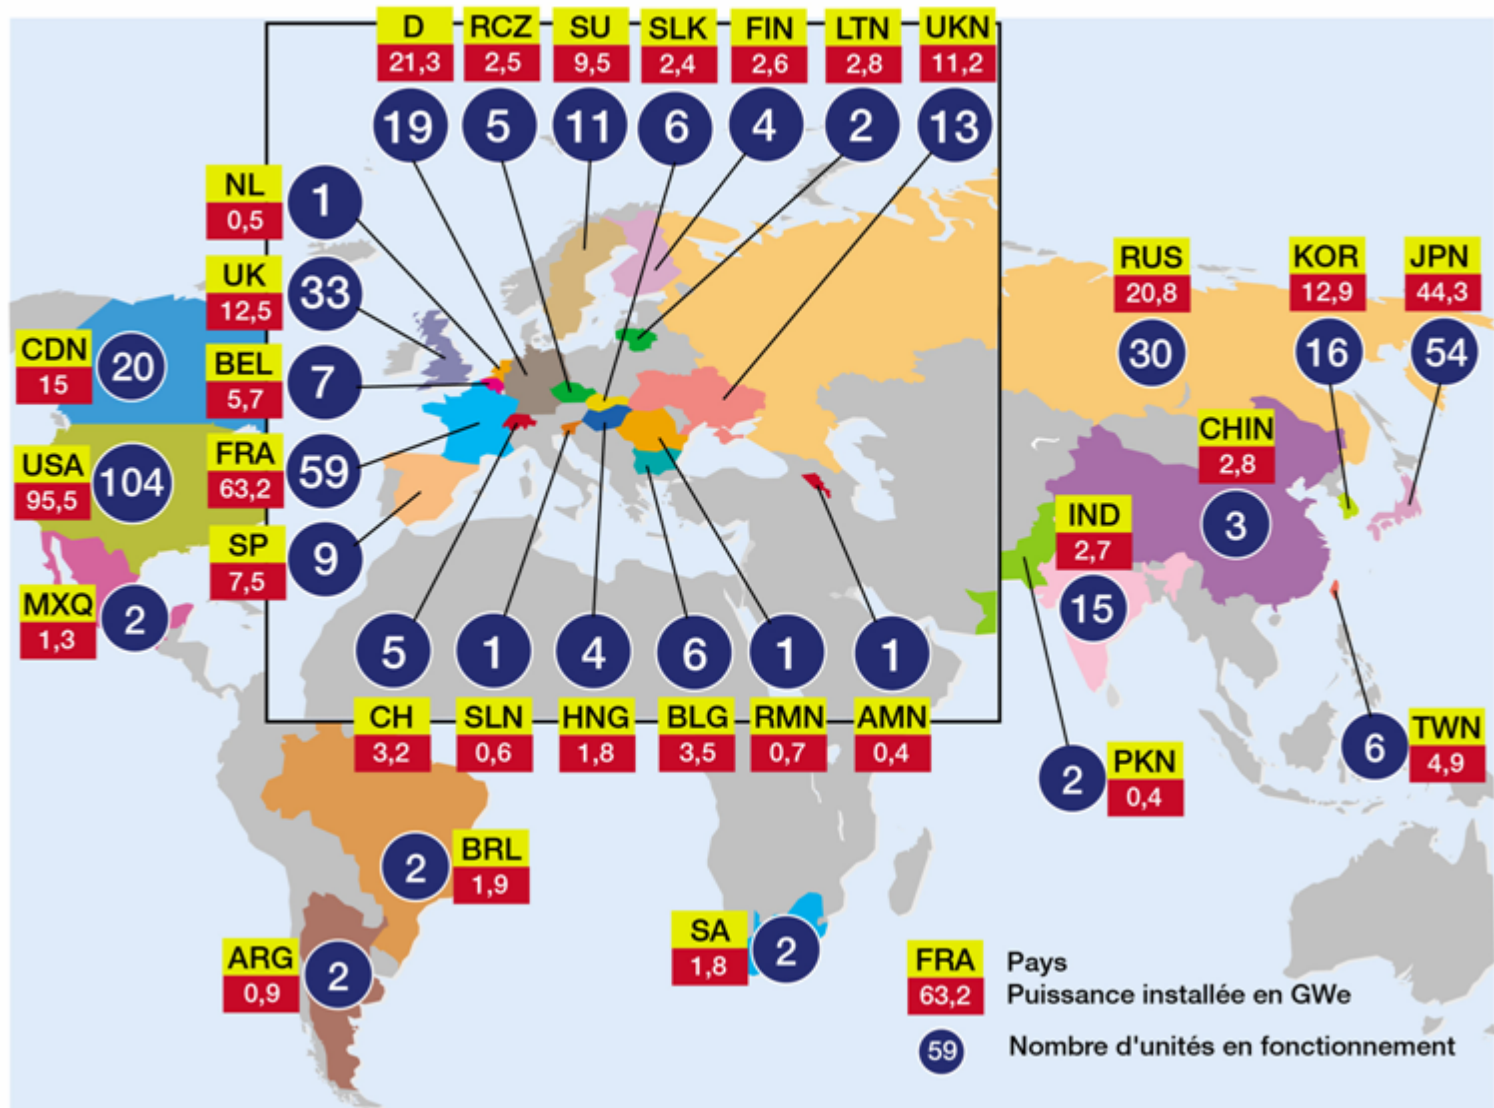 D RCZ SU SLK FIN LTN UKN
21,3 2,5 9,5 2,4 2,6 2,8 11,2
19 5 11 6 4 2 13
NL
0,5
1
UK
12,5
33
BEL
5,7
7
FRA
63,2
59
SP
7,5
9
CDN
15
20
USA
95,5
104
MXQ
1,3
2
RUS
20,8
30
KOR
12,9
16
JPN
44,3
54
CHIN
2,8
3
IND
2,7
15
5 1 4 6 1 1
CH SLN HNG BLG RMN AMN
3,2 0,6 1,8 3,5 0,7 0,4
2
PKN
0,4
6
TWN
4,9
2
BRL
1,9
ARG
0,9
2
SA
1,8
2
FRA Pays
63,2 Puissance installée en GWe
59 Nombre d'unités en fonctionnement